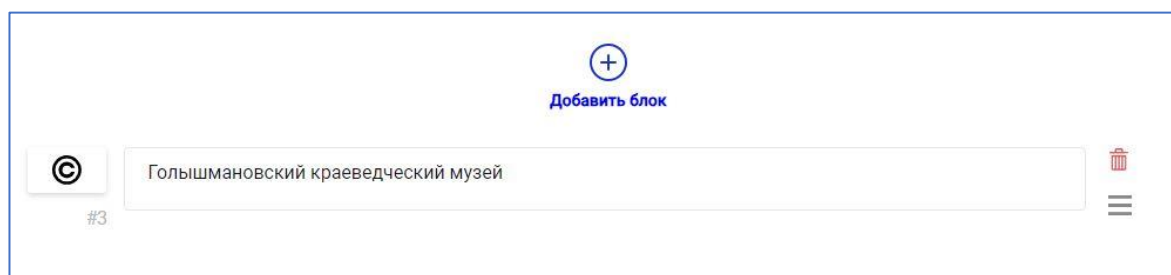 Добавить блок
© Голышмановский краеведческий музей
#3